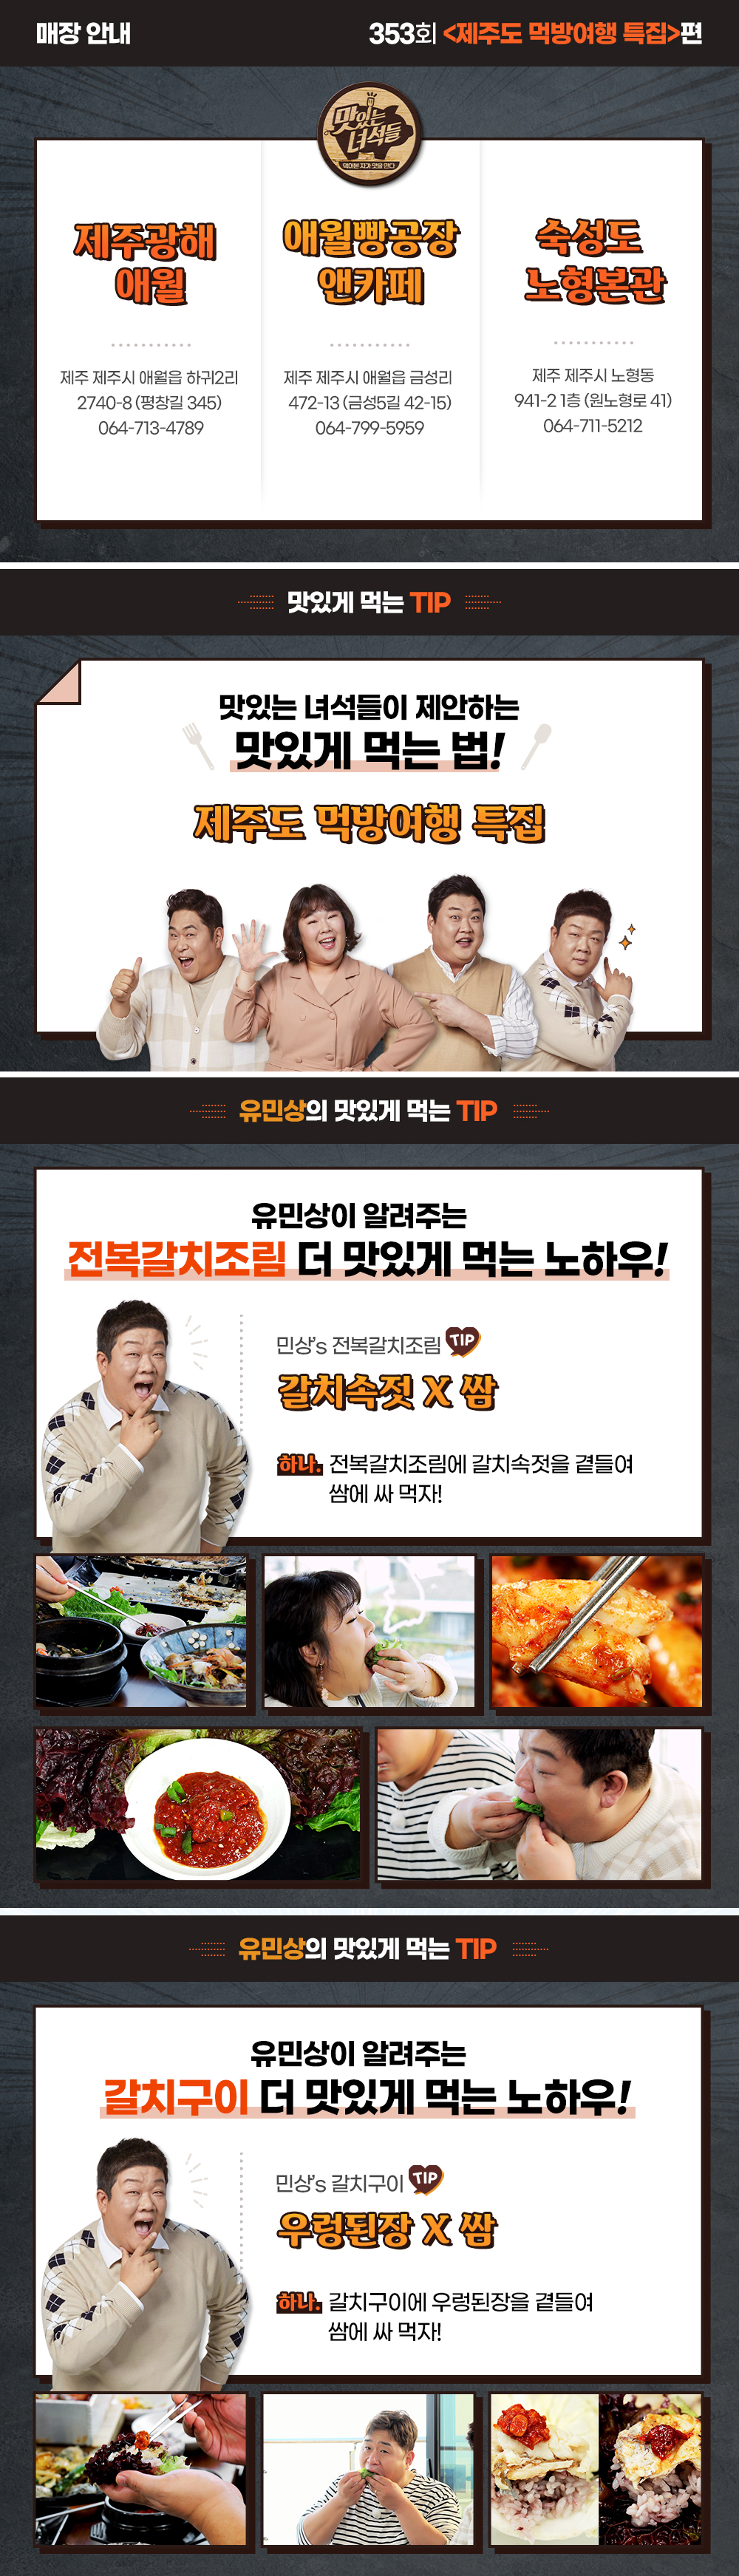 매장 안내
353회 <제주도 먹방여행 특집>편
맛있는
녀석들
먹어본 자가 맛을 안다
제주광해
애월
제주 제주시 애월읍 하귀2리
2740-8 (평창길 345)
064-713-4789
애월빵공장
앤카페
제주 제주시 애월읍 금성리
472-13 (금성5길 42-15)
064-799-5959
숙성도
노형본관
제주 제주시 노형동
941-2 1층 (원노형로 41)
064-711-5212
맛있게 먹는 TIP
맛있는 녀석들이 제안하는
맛있게 먹는 법!
제주도 먹방여행 특집
유민상의 맛있게 먹는 TIP
유민상이 알려주는
전복갈치조림 더 맛있게 먹는 노하우!
민상's 전복갈치조림 TIP
갈치속젓 X 쌈
하나. 전복갈치조림에 갈치속젓을 곁들여
쌈에 싸 먹자!
유민상의 맛있게 먹는 TIP
유민상이 알려주는
갈치구이 더 맛있게 먹는 노하우!
민상's 갈치구이 TIP
우렁된장 X 쌈
하나. 갈치구이에 우렁된장을 곁들여
쌈에 싸 먹자!